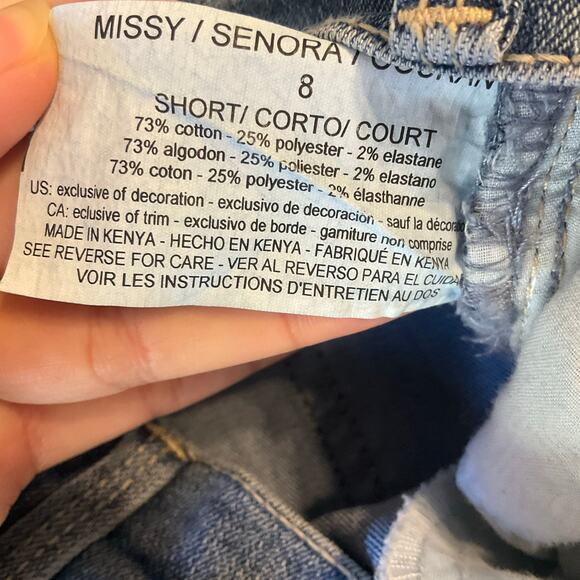 MISSY / SENORA /
8
SHORT/ CORTO/ COURT
73% cotton - 25% polyester - 2% elastane
73% algodon - 25% poliester - 2% elastano
73% coton - 25% polyester - 2% élasthanne
US: exclusive of decoration - exclusivo de decoracion - sauf la
CA: eclusive of trim - exclusivo de borde - garniture non comprise
MADE IN KENYA - HECHO EN KENYA - FABRIQUÉ EN KENYA
SEE REVERSE FOR CARE - VER AL REVERSO PARA EL
VOIR LES INSTRUCTIONS D'ENTRETIEN AU DOS